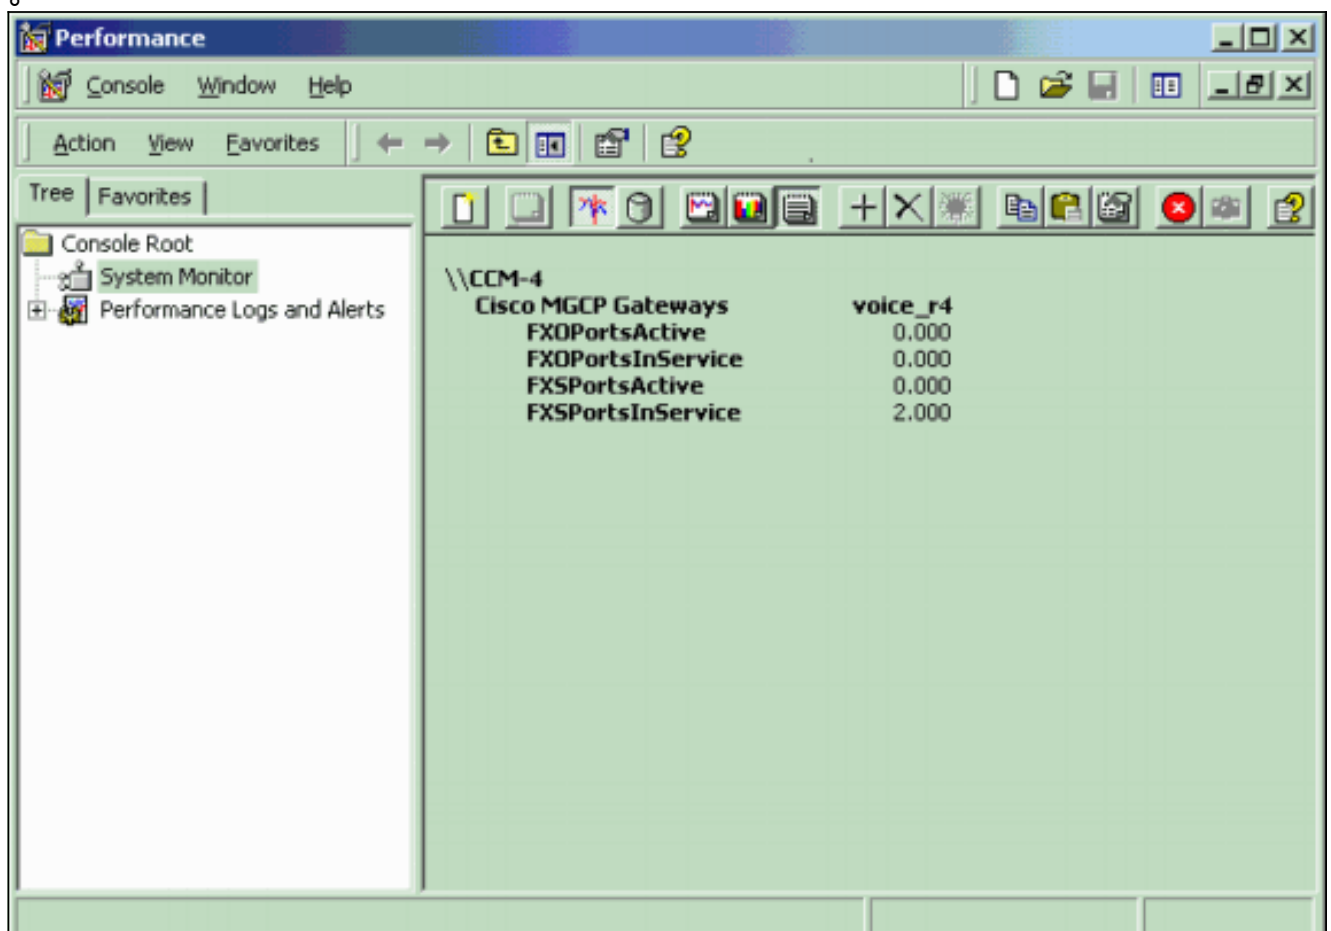 Performance
Console Window Help
Action View Favorites
Tree Favorites
Console Root
System Monitor
Performance Logs and Alerts
\\CCM-4
Cisco MGCP Gateways voice_r4
FXOPortsActive 0.000
FXOPortsInService 0.000
FXSPortsActive 0.000
FXSPortsInService 2.000